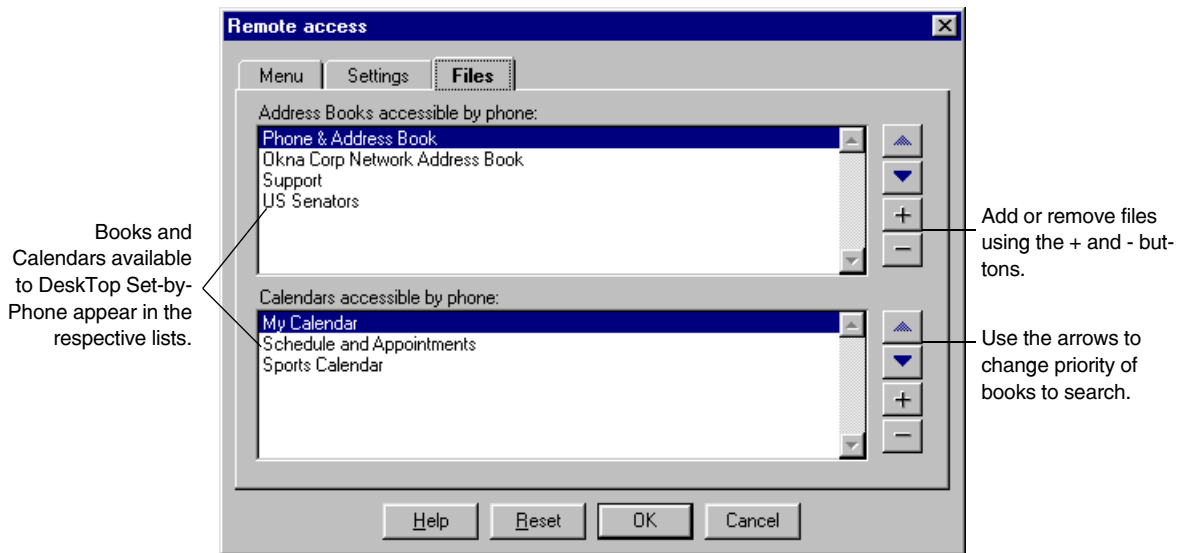 Remote access
Menu
Settings
Files
Address Books accessible by phone:
Phone & Address Book
Okna Corp Network Address Book
Support
US Senators
Books and
Calendars available
to DeskTop Set-by-
Phone appear in the
respective lists.
+
-
Add or remove files
using the + and - but-
tons.
Calendars accessible by phone:
My Calendar
Schedule and Appointments
Sports Calendar
+
-
Use the arrows to
change priority of
books to search.
Help
Reset
OK
Cancel